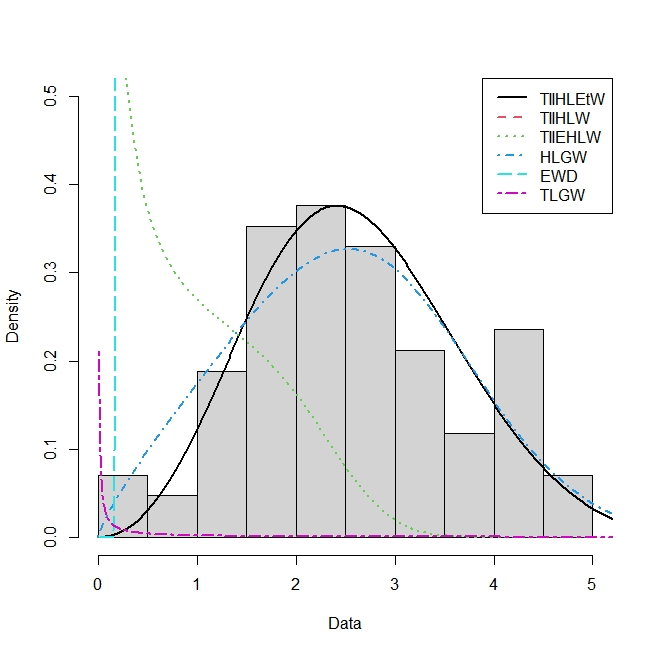 TIIHLEtW
TIIHLW
TIIEHLW
HLGW
EWD
TLGW
0.5
0.4
0.3
0.2
0.1
0.0
Density
0 1 2 3 4 5
Data